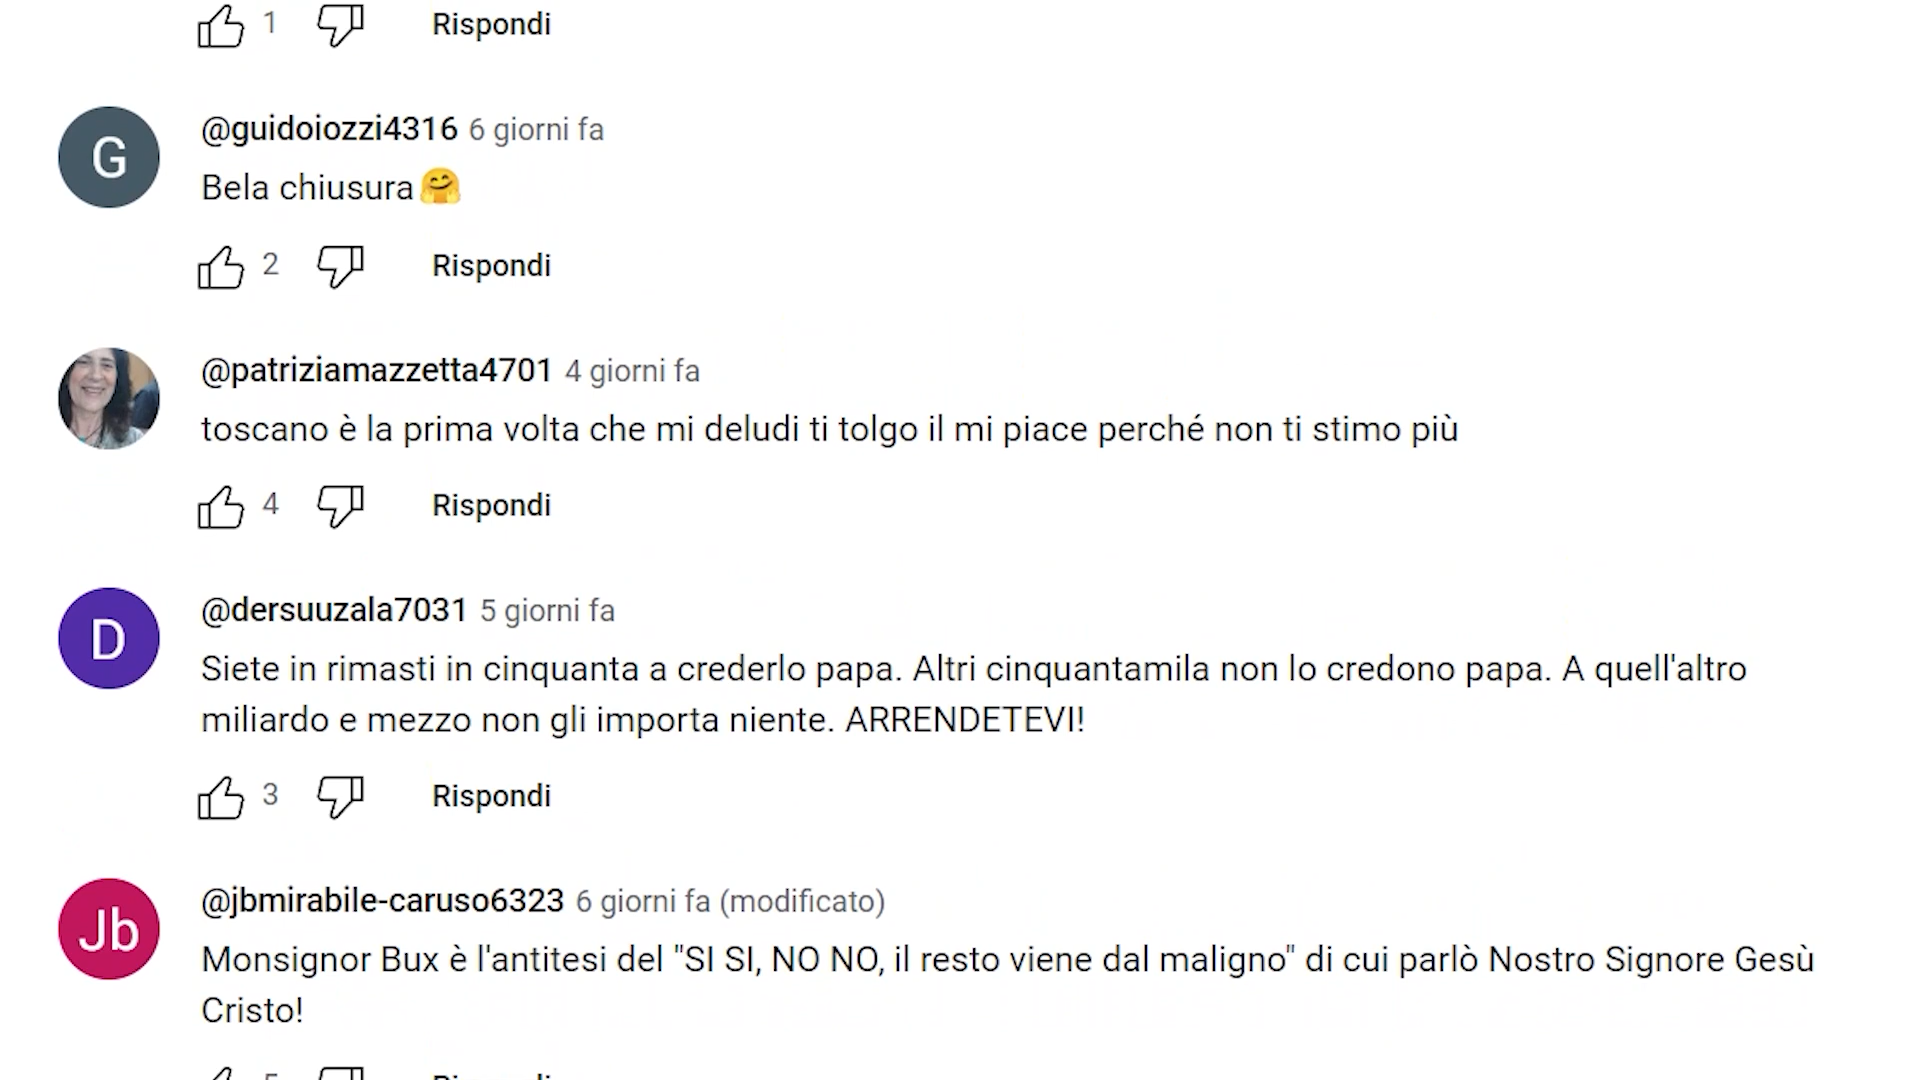 1 Rispondi
G
@guidoiozzi4316 6 giorni fa
Bela chiusura🤗
2 Rispondi
@patriziamazzetta4701 4 giorni fa
toscano è la prima volta che mi deludi ti tolgo il mi piace perché non ti stimo più
4 Rispondi
D
@dersuuzala7031 5 giorni fa
Siete in rimasti in cinquanta a crederlo papa. Altri cinquantamila non lo credono papa. A quell'altro
miliardo e mezzo non gli importa niente. ARRENDETEVI!
3 Rispondi
Jb
@jbmirabile-caruso6323 6 giorni fa (modificato)
Monsignor Bux è l'antitesi del "SI SI, NO NO, il resto viene dal maligno" di cui parlò Nostro Signore Gesù
Cristo!